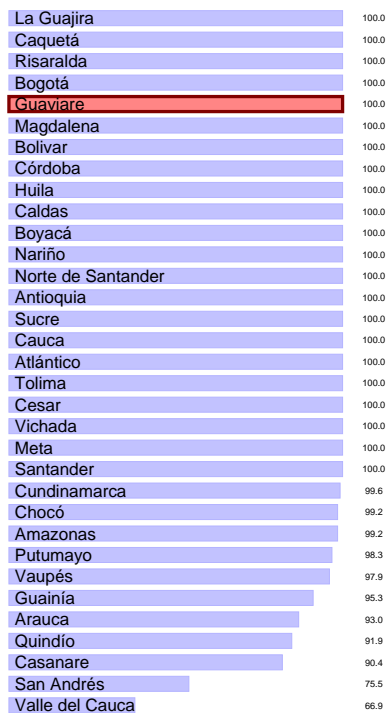 La Guajira 100.0
Caquetá 100.0
Risaralda 100.0
Bogotá 100.0
Guaviare 100.0
Magdalena 100.0
Bolivar 100.0
Córdoba 100.0
Huila 100.0
Caldas 100.0
Boyacá 100.0
Nariño 100.0
Norte de Santander 100.0
Antioquia 100.0
Sucre 100.0
Cauca 100.0
Atlántico 100.0
Tolima 100.0
Cesar 100.0
Vichada 100.0
Meta 100.0
Santander 100.0
Cundinamarca 99.6
Chocó 99.2
Amazonas 99.2
Putumayo 98.3
Vaupés 97.9
Guainía 95.3
Arauca 93.0
Quindío 91.9
Casanare 90.4
San Andrés 75.5
Valle del Cauca 66.9